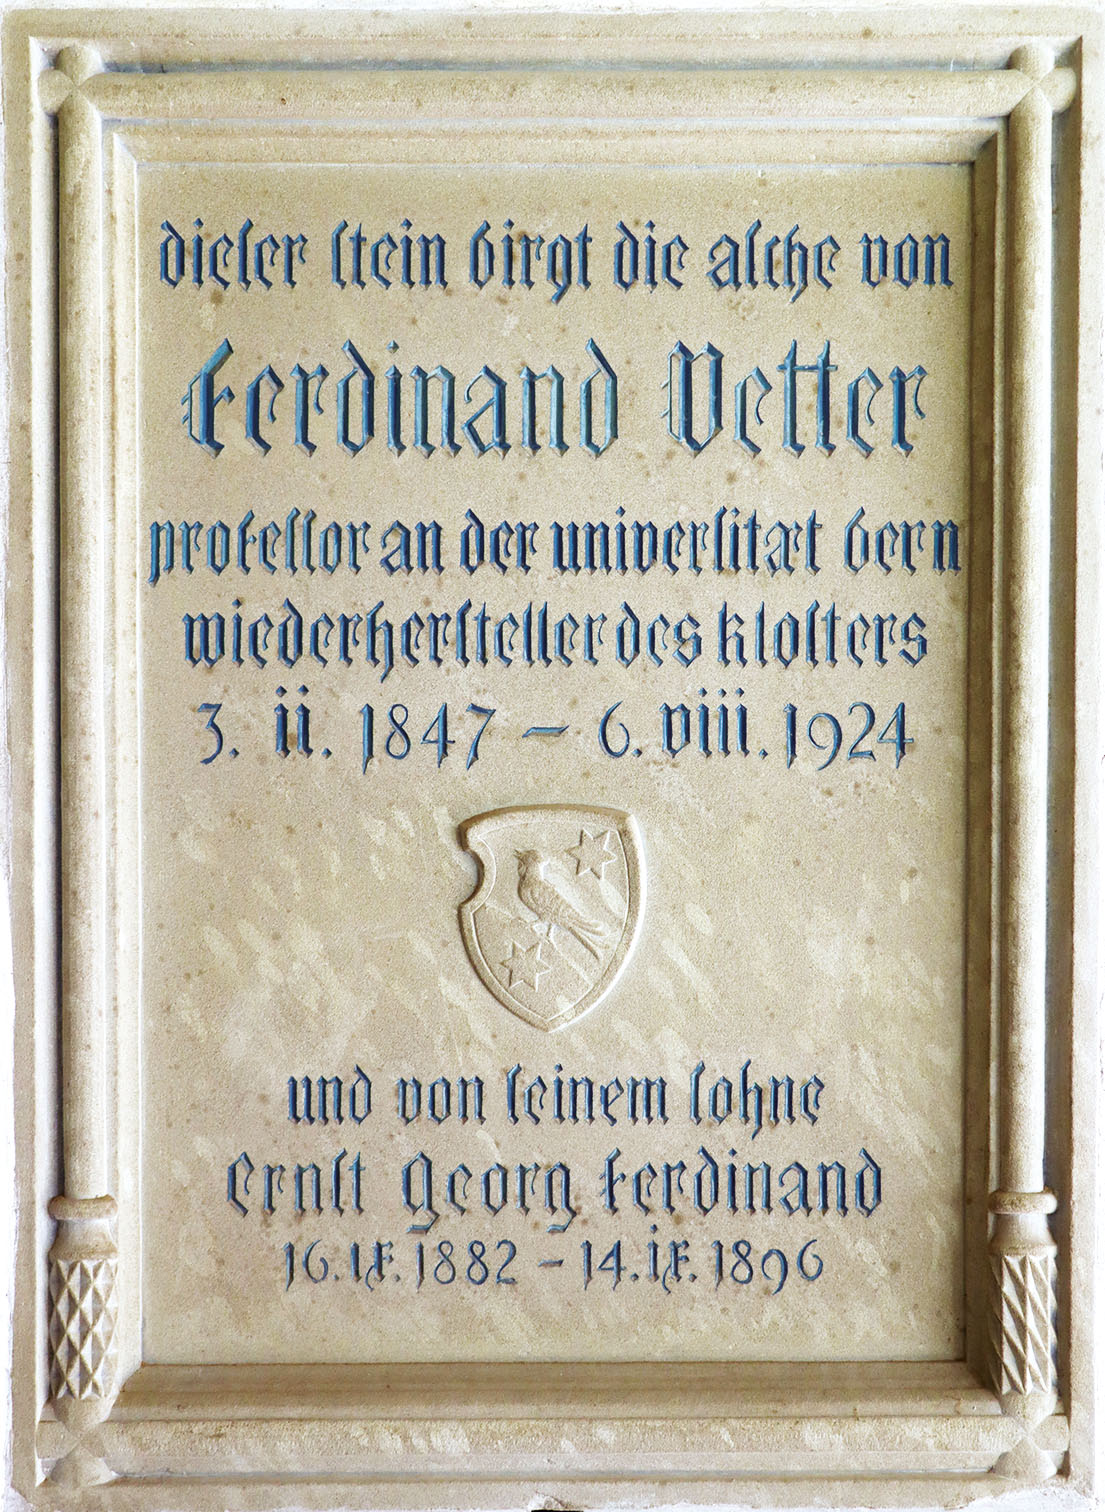 dieſer ſtein birgt die aſche von
ferdinand Vetter
profeſſor an der univerſitæt bern
wiederherſteller des kloſters
3. ii. 1847 – 6. viii. 1924
und von ſeinem ſohne
ernſt georg ferdinand
16. ix. 1882 – 14. ix. 1896